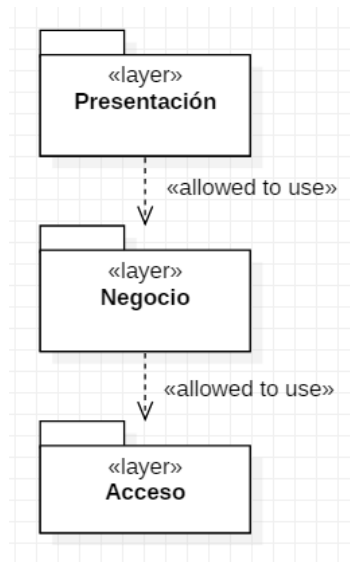 «layer»
Presentación
«allowed to use»
«layer»
Negocio
«allowed to use»
«layer»
Acceso